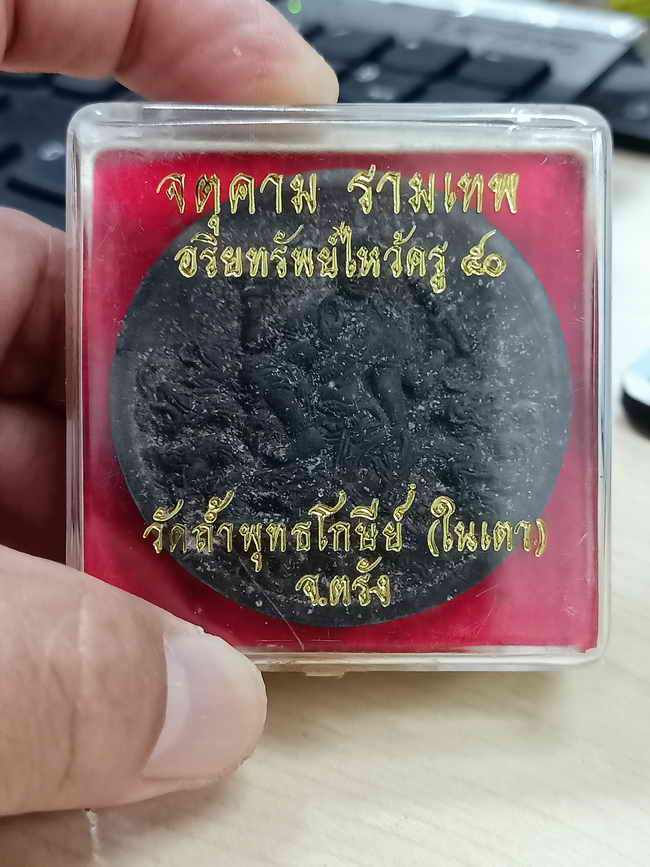 จตุคาม รามเทพ
อริยทรัพย์ไหว้ครู ๕๐
วัดถ้ำพุทธโกษีย์ (ในเตา)
จ.ตรัง